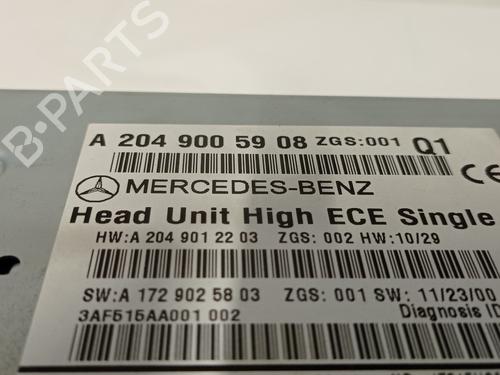 A 204 900 59 08 ZGS:001 Q1
MERCEDES-BENZ
CE
Head Unit High ECE Single
HW:A 204 901 22 03 ZGS: 002 HW:10/29
SW:A 172 902 58 03 ZGS: 001 SW: 11/23/00
3AF515AA001 002
Diagnosis ID
B-PARTS